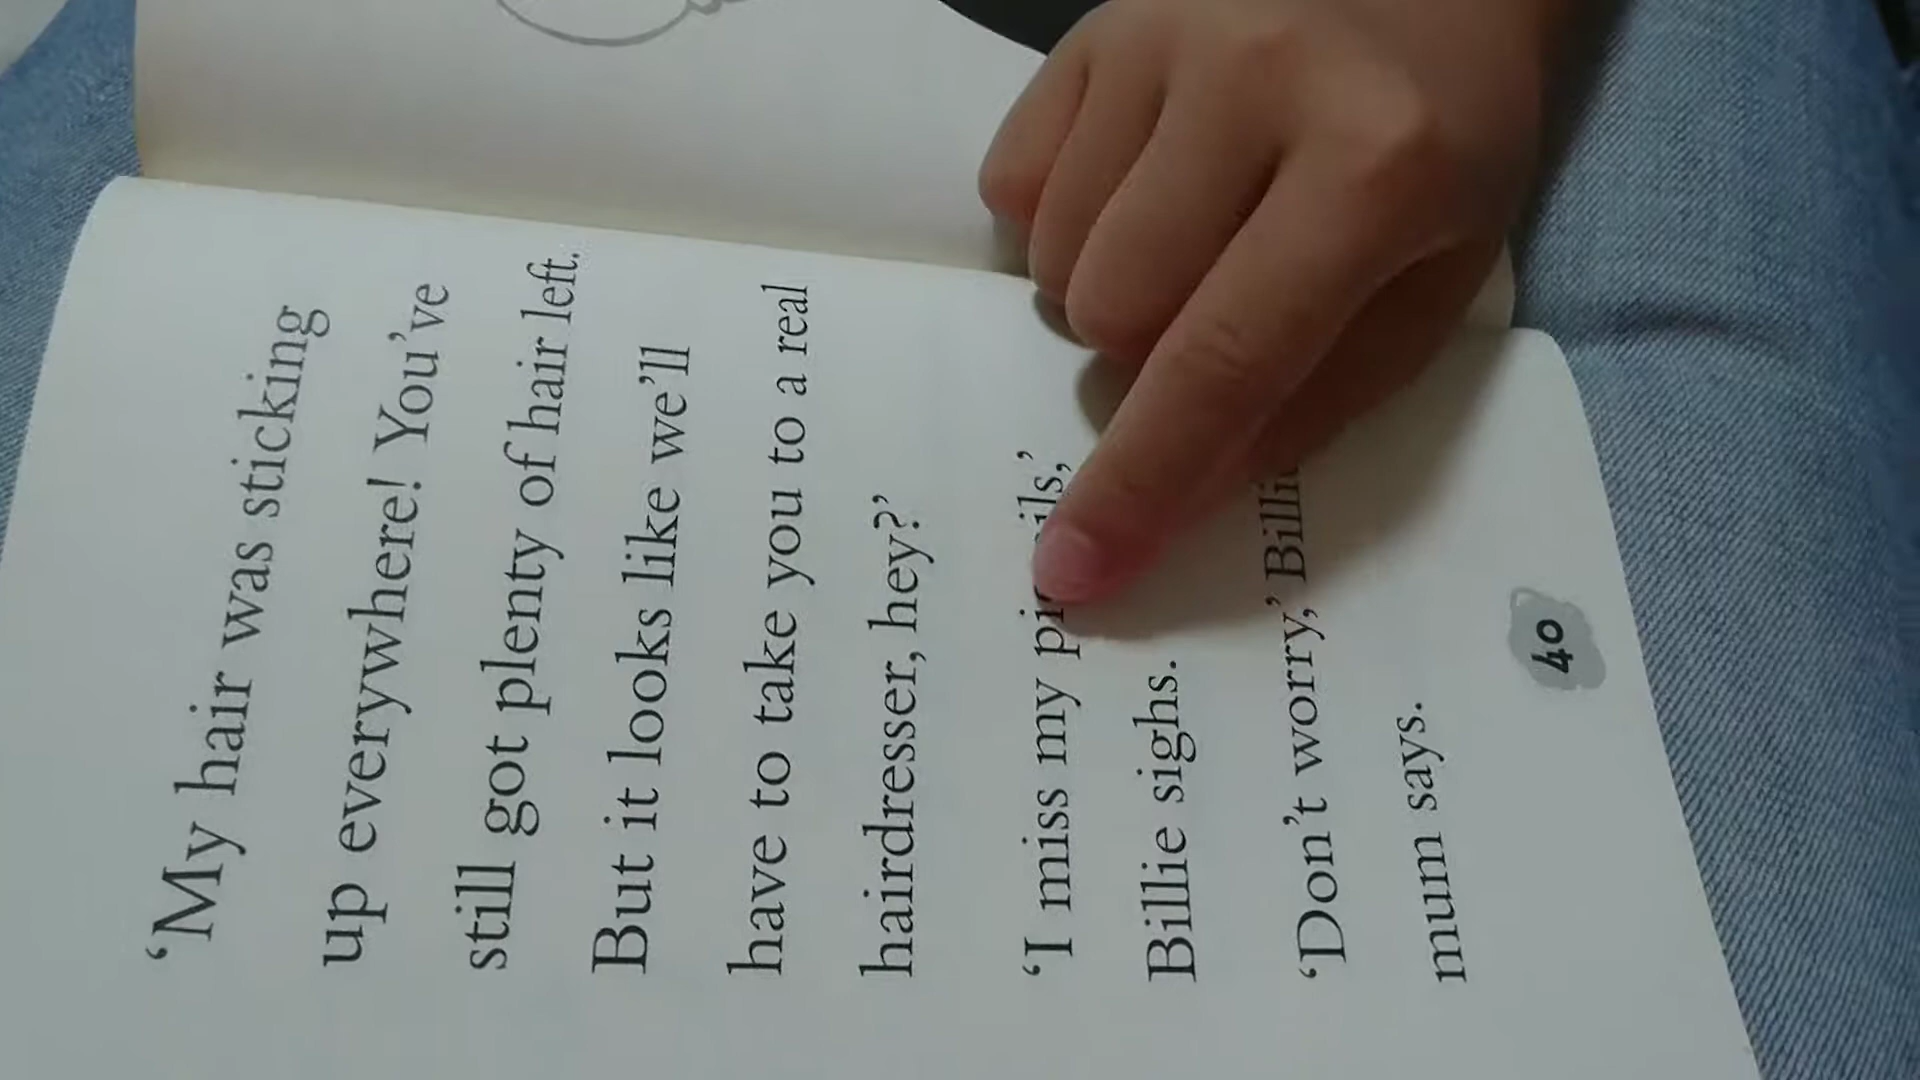 ‘My hair was sticking
up everywhere! You’ve
still got plenty of hair left.
But it looks like we’ll
have to take you to a real
hairdresser, hey?’
‘I miss my
Billie sighs.
‘Don’t worry,’
mum says.
40